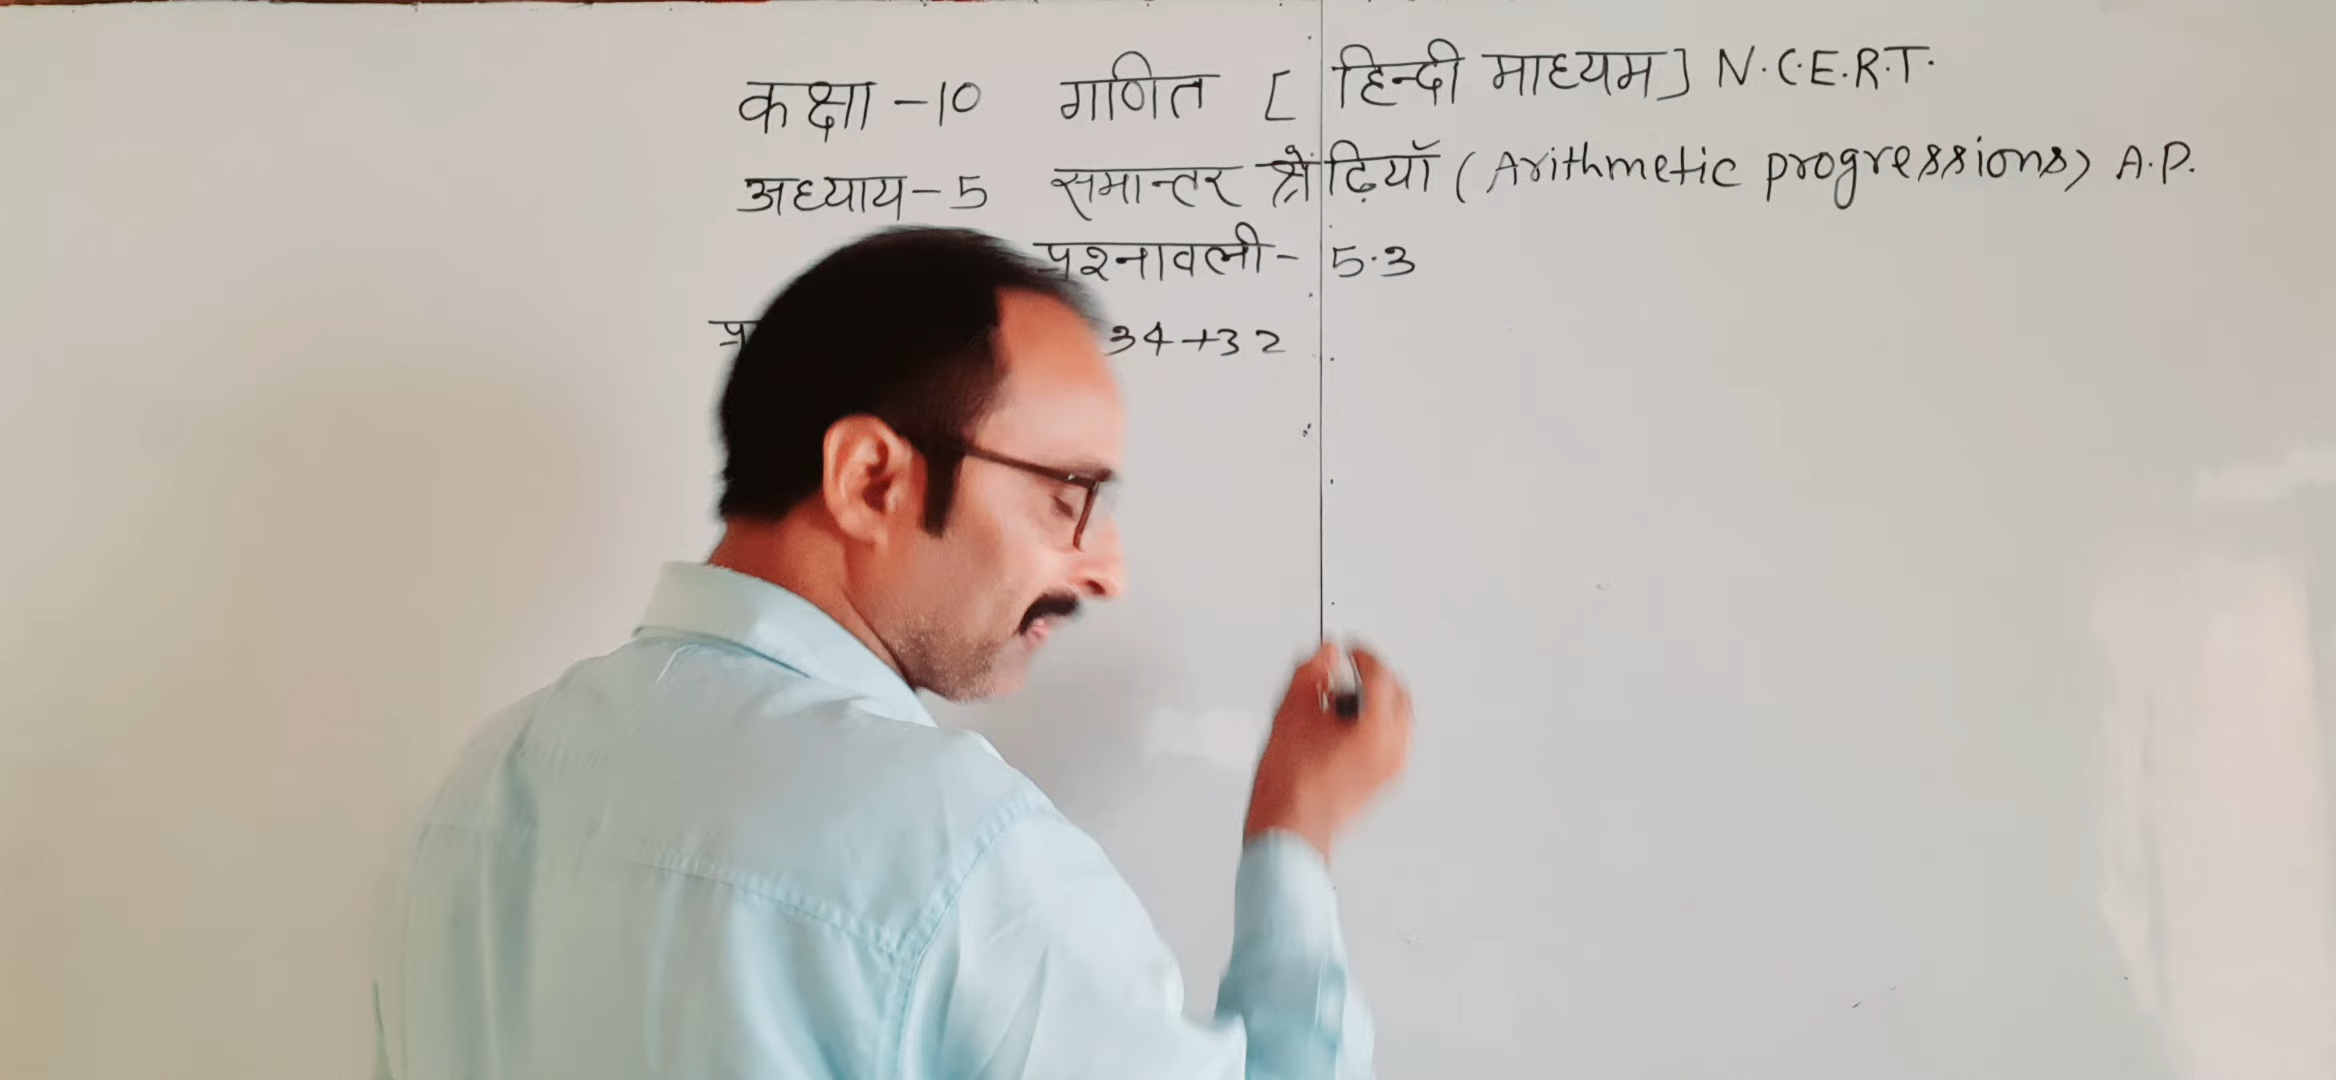 कक्षा -10 गणित [ हिन्दी माध्यम ] N.C.E.R.T.
अध्याय-5 समान्तर श्रेढ़ियाँ (Arithmetic progressions) A.P.
प्रश्नावली- 5.3
34+32